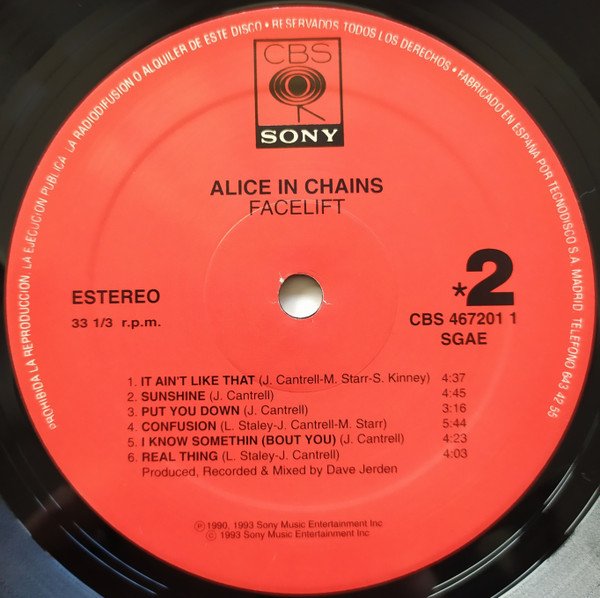 PROHIBIDA LA REPRODUCCION, LA EJECUCION PUBLICA, LA RADIODIFUSION O ALQUILER DE ESTE DISCO • RESERVADOS TODOS LOS DERECHOS • FABRICADO EN ESPAÑA POR TECNODISCO S.A. MADRID TELEFONO 643 42 55
CBS
SONY
ALICE IN CHAINS
FACELIFT
ESTEREO
33 1/3 r.p.m.
*2
CBS 467201 1
SGAE
1. IT AIN'T LIKE THAT (J. Cantrell-M. Starr-S. Kinney) 4:37
2. SUNSHINE (J. Cantrell) 4:45
3. PUT YOU DOWN (J. Cantrell) 3:16
4. CONFUSION (L. Staley-J. Cantrell-M. Starr) 5:44
5. I KNOW SOMETHIN (BOUT YOU) (J. Cantrell) 4:23
6. REAL THING (L. Staley-J. Cantrell) 4:03
Produced, Recorded & Mixed by Dave Jerden
℗ 1990, 1993 Sony Music Entertainment Inc
© 1993 Sony Music Entertainment Inc